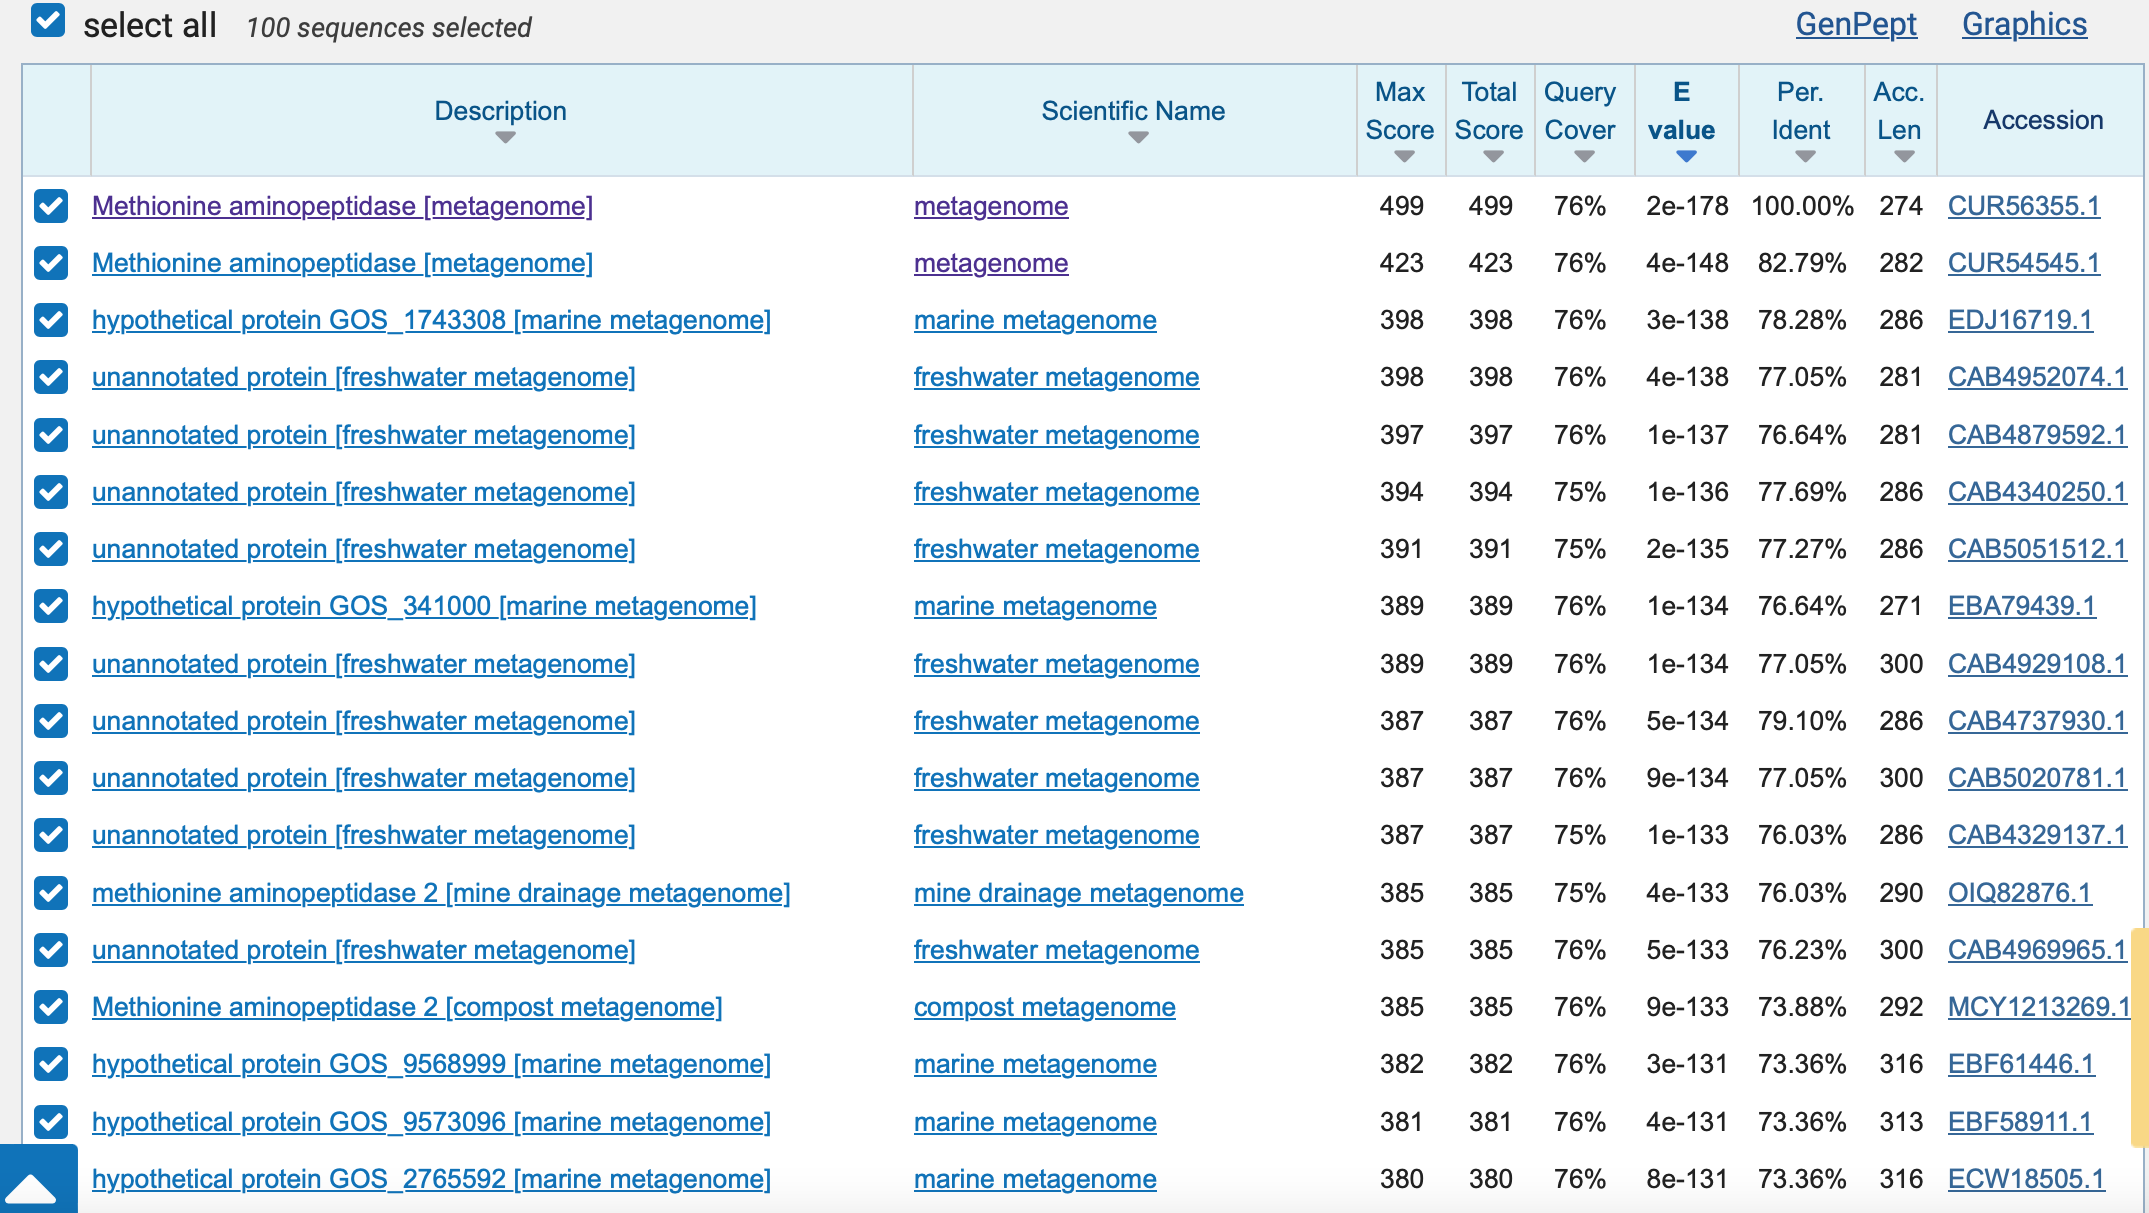 select all 100 sequences selected GenPept Graphics
Description Scientific Name Max Score Total Score Query Cover E value Per. Ident Acc. Len Accession
Methionine aminopeptidase [metagenome] metagenome 499 499 76% 2e-178 100.00% 274 CUR56355.1
Methionine aminopeptidase [metagenome] metagenome 423 423 76% 4e-148 82.79% 282 CUR54545.1
hypothetical protein GOS_1743308 [marine metagenome] marine metagenome 398 398 76% 3e-138 78.28% 286 EDJ16719.1
unannotated protein [freshwater metagenome] freshwater metagenome 398 398 76% 4e-138 77.05% 281 CAB4952074.1
unannotated protein [freshwater metagenome] freshwater metagenome 397 397 76% 1e-137 76.64% 281 CAB4879592.1
unannotated protein [freshwater metagenome] freshwater metagenome 394 394 75% 1e-136 77.69% 286 CAB4340250.1
unannotated protein [freshwater metagenome] freshwater metagenome 391 391 75% 2e-135 77.27% 286 CAB5051512.1
hypothetical protein GOS_341000 [marine metagenome] marine metagenome 389 389 76% 1e-134 76.64% 271 EBA79439.1
unannotated protein [freshwater metagenome] freshwater metagenome 389 389 76% 1e-134 77.05% 300 CAB4929108.1
unannotated protein [freshwater metagenome] freshwater metagenome 387 387 76% 5e-134 79.10% 286 CAB4737930.1
unannotated protein [freshwater metagenome] freshwater metagenome 387 387 76% 9e-134 77.05% 300 CAB5020781.1
unannotated protein [freshwater metagenome] freshwater metagenome 387 387 75% 1e-133 76.03% 286 CAB4329137.1
methionine aminopeptidase 2 [mine drainage metagenome] mine drainage metagenome 385 385 75% 4e-133 76.03% 290 OIQ82876.1
unannotated protein [freshwater metagenome] freshwater metagenome 385 385 76% 5e-133 76.23% 300 CAB4969965.1
Methionine aminopeptidase 2 [compost metagenome] compost metagenome 385 385 76% 9e-133 73.88% 292 MCY1213269.1
hypothetical protein GOS_9568999 [marine metagenome] marine metagenome 382 382 76% 3e-131 73.36% 316 EBF61446.1
hypothetical protein GOS_9573096 [marine metagenome] marine metagenome 381 381 76% 4e-131 73.36% 313 EBF58911.1
hypothetical protein GOS_2765592 [marine metagenome] marine metagenome 380 380 76% 8e-131 73.36% 316 ECW18505.1